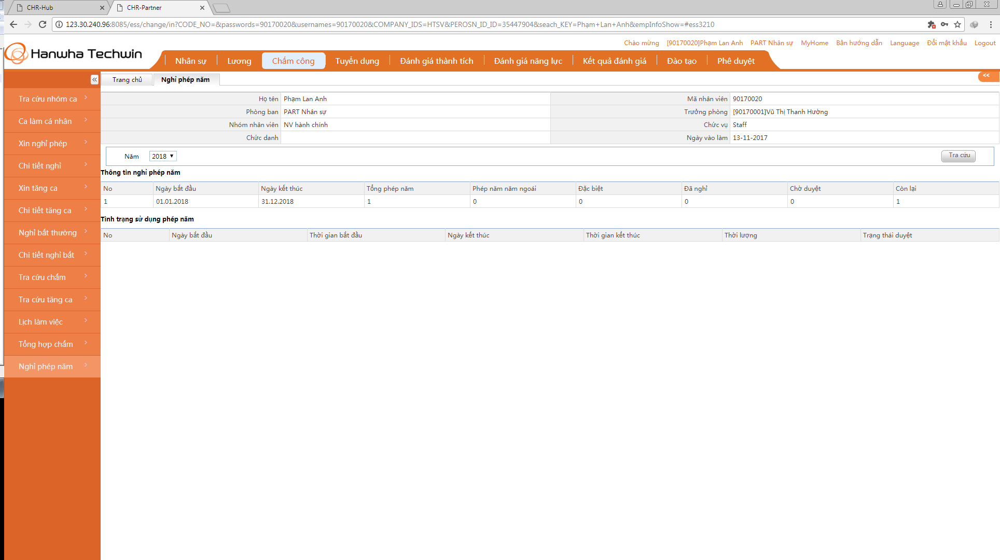 CHR-Hub
CHR-Partner
123.30.240.96:8085/ess/change/in?CODE_NO=&passwords=90170020&usernames=90170020&COMPANY_IDS=HTSV&PEROSN_ID_ID=35447904&seach_KEY=Phạm+Lan+Anh&empInfoShow=#ess3210
Chào mừng [90170020]Phạm Lan Anh PART Nhân sự MyHome Bản hướng dẫn Language Đổi mật khẩu Logout
Hanwha Techwin
Nhân sự Lương Chấm công Tuyển dụng Đánh giá thành tích Đánh giá năng lực Kết quả đánh giá Đào tạo Phê duyệt
« Trang chủ Nghỉ phép năm <<
Tra cứu nhóm ca
Ca làm cá nhân
Xin nghỉ phép
Chi tiết nghỉ
Xin tăng ca
Chi tiết tăng ca
Nghỉ bất thường
Chi tiết nghỉ bất
Tra cứu chấm
Tra cứu tăng ca
Lịch làm việc
Tổng hợp chấm
Nghỉ phép năm
Họ tên Phạm Lan Anh Mã nhân viên 90170020
Phòng ban PART Nhân sự Trưởng phòng [90170001]Vũ Thị Thanh Hường
Nhóm nhân viên NV hành chính Chức vụ Staff
Chức danh Ngày vào làm 13-11-2017
Năm 2018 Tra cứu
Thông tin nghỉ phép năm
No Ngày bắt đầu Ngày kết thúc Tổng phép năm Phép năm năm ngoái Đặc biệt Đã nghỉ Chờ duyệt Còn lại
1 01.01.2018 31.12.2018 1 0 0 0 0 1
Tình trạng sử dụng phép năm
No Ngày bắt đầu Thời gian bắt đầu Ngày kết thúc Thời gian kết thúc Thời lượng Trạng thái duyệt